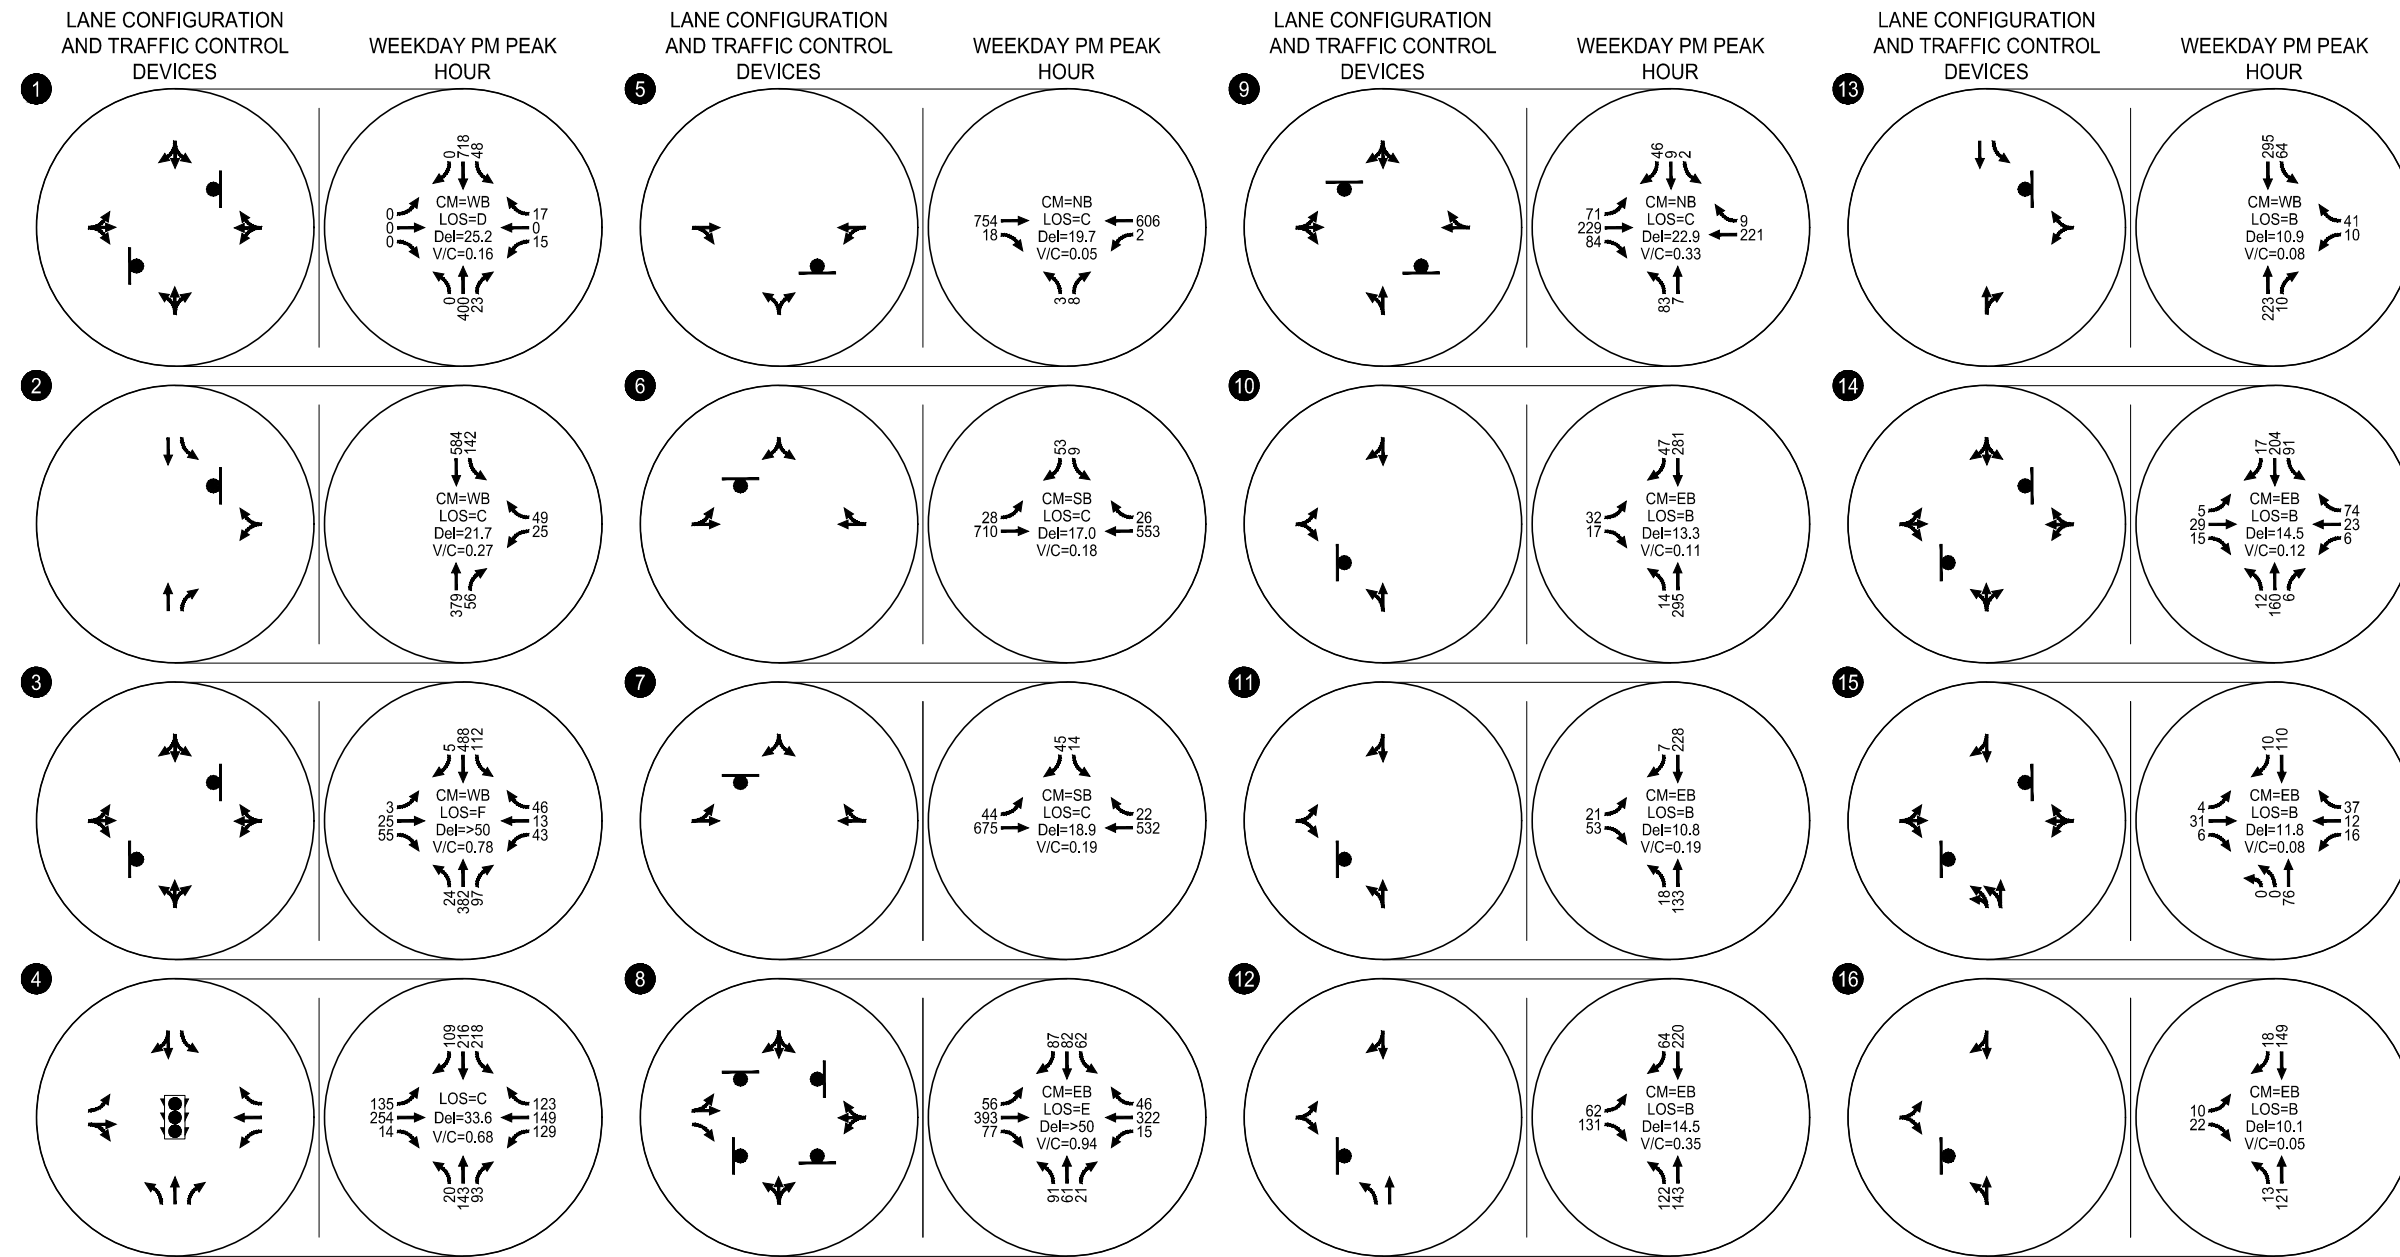 LANE CONFIGURATION
AND TRAFFIC CONTROL
DEVICES
WEEKDAY PM PEAK
HOUR
LANE CONFIGURATION
AND TRAFFIC CONTROL
DEVICES
WEEKDAY PM PEAK
HOUR
LANE CONFIGURATION
AND TRAFFIC CONTROL
DEVICES
WEEKDAY PM PEAK
HOUR
LANE CONFIGURATION
AND TRAFFIC CONTROL
DEVICES
WEEKDAY PM PEAK
HOUR
1
0
718
48
0
0
0
CM=WB
LOS=D
Del=25.2
V/C=0.16
17
0
15
0
400
23
2
584
142
CM=WB
LOS=C
Del=21.7
V/C=0.27
49
25
379
56
3
5
488
112
3
25
55
CM=WB
LOS=F
Del=>50
V/C=0.78
46
13
43
24
382
97
4
109
216
218
135
254
14
LOS=C
Del=33.6
V/C=0.68
123
149
129
20
143
93
5
754
18
CM=NB
LOS=C
Del=19.7
V/C=0.05
606
2
3
8
6
53
9
28
710
CM=SB
LOS=C
Del=17.0
V/C=0.18
26
553
7
45
14
44
675
CM=SB
LOS=C
Del=18.9
V/C=0.19
22
532
8
87
82
62
56
393
77
CM=EB
LOS=E
Del=>50
V/C=0.94
46
322
15
91
61
21
9
46
9
2
71
229
84
CM=NB
LOS=C
Del=22.9
V/C=0.33
9
221
83
7
10
47
281
32
17
CM=EB
LOS=B
Del=13.3
V/C=0.11
14
295
11
7
228
21
53
CM=EB
LOS=B
Del=10.8
V/C=0.19
18
133
12
64
220
62
131
CM=EB
LOS=B
Del=14.5
V/C=0.35
122
143
13
295
64
CM=WB
LOS=B
Del=10.9
V/C=0.08
41
10
223
10
14
17
204
91
5
29
15
CM=EB
LOS=B
Del=14.5
V/C=0.12
74
23
6
12
160
6
15
10
110
4
31
6
CM=EB
LOS=B
Del=11.8
V/C=0.08
37
12
16
0
0
76
16
18
149
10
22
CM=EB
LOS=B
Del=10.1
V/C=0.05
13
121